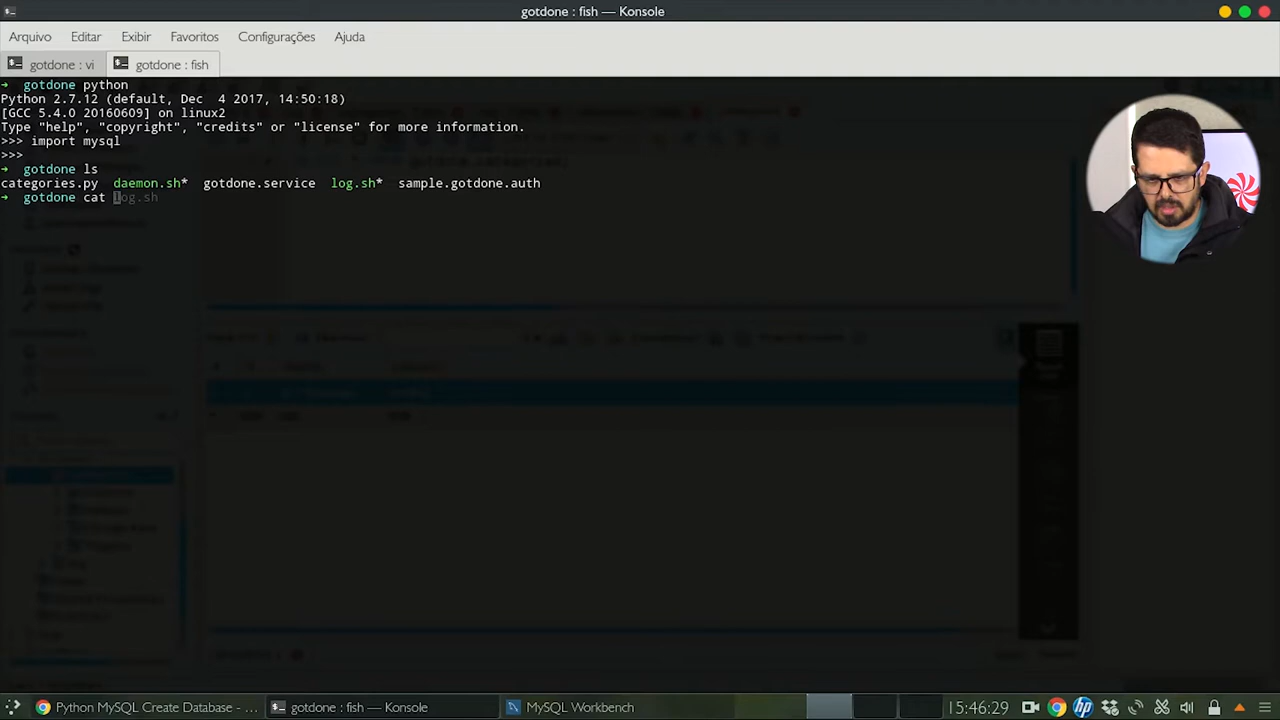 gotdone : fish — Konsole
Arquivo Editar Exibir Favoritos Configurações Ajuda
gotdone : vi gotdone : fish
➜ gotdone python
Python 2.7.12 (default, Dec 4 2017, 14:50:18)
[GCC 5.4.0 20160609] on linux2
Type "help", "copyright", "credits" or "license" for more information.
>>> import mysql
>>>
➜ gotdone ls
categories.py daemon.sh* gotdone.service log.sh* sample.gotdone.auth
➜ gotdone cat log.sh
Python MySQL Create Database - ... gotdone : fish — Konsole MySQL Workbench 15:46:29